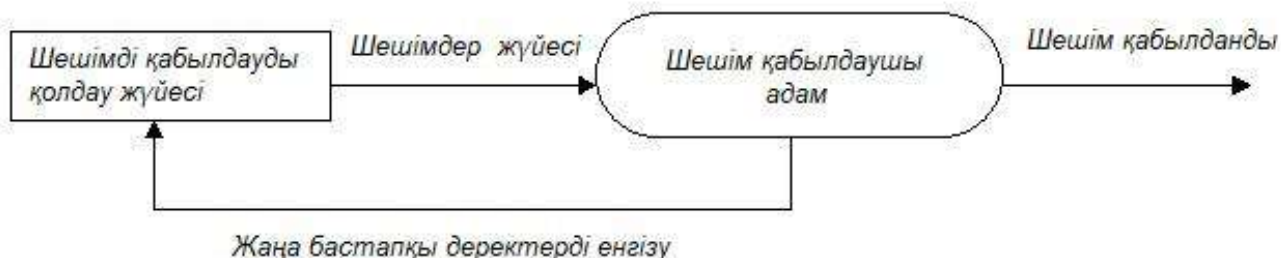 Шешімді қабылдауды
қолдау жүйесі
Шешімдер жүйесі
Шешім қабылдаушы
адам
Шешім қабылданды
Жаңа бастапқы деректерді енгізу